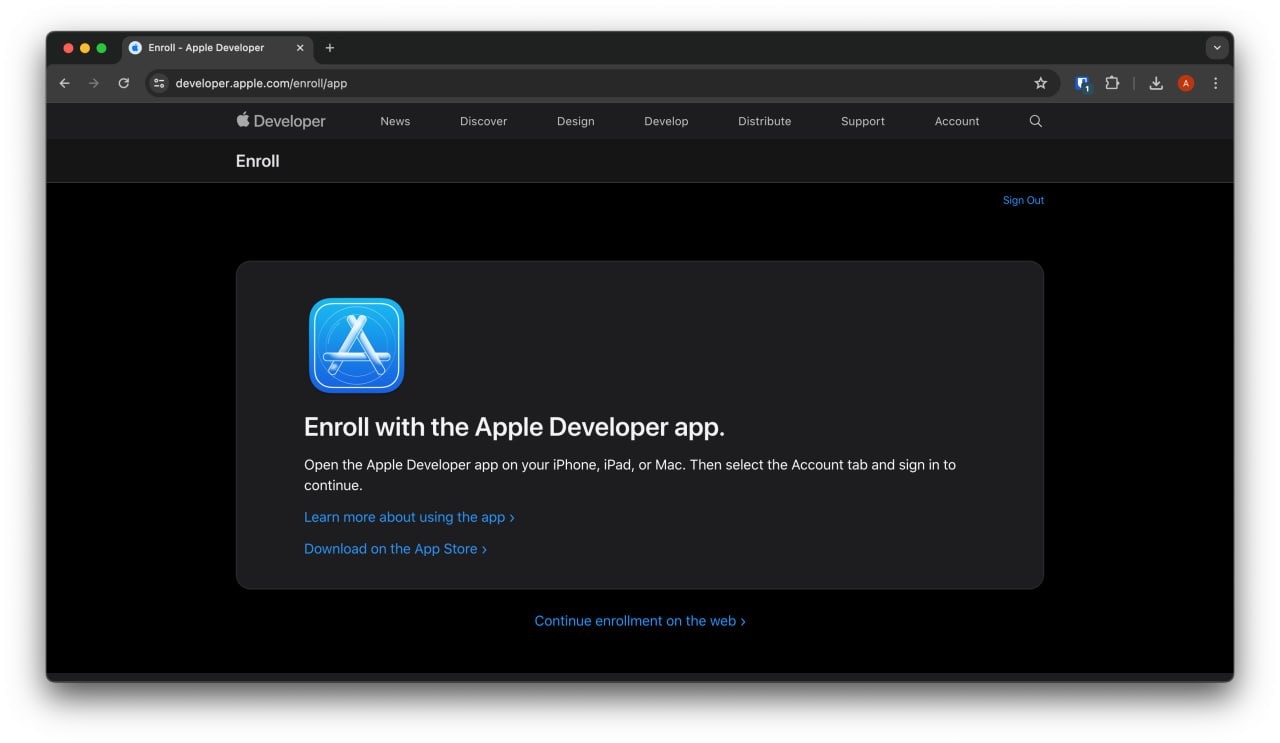 Enroll - Apple Developer
developer.apple.com/enroll/app
1
A
Developer News Discover Design Develop Distribute Support Account
Enroll
Sign Out
Enroll with the Apple Developer app.
Open the Apple Developer app on your iPhone, iPad, or Mac. Then select the Account tab and sign in to
continue.
Learn more about using the app ›
Download on the App Store ›
Continue enrollment on the web ›